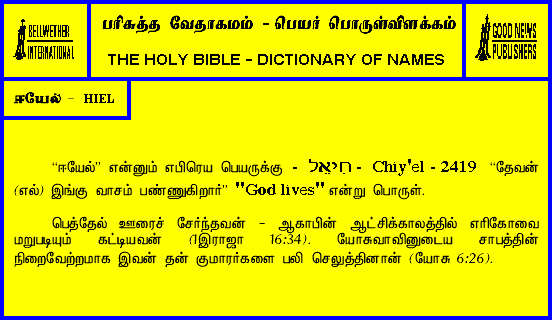 BELLWETHER
INTERNATIONAL
பரிசுத்த வேதாகமம் - பெயர் பொருள்விளக்கம்
THE HOLY BIBLE - DICTIONARY OF NAMES
GOOD NEWS
PUBLISHERS
ஈயேல் - HIEL
“ஈயேல்” என்னும் எபிரெய பெயருக்கு - חִיאֵל - Chiy'el - 2419 “தேவன்
(எல்) இங்கு வாசம் பண்ணுகிறார்” "God lives" என்று பொருள்.
பெத்தேல் ஊரைச் சேர்ந்தவன் - ஆகாபின் ஆட்சிக்காலத்தில் எரிகோவை
மறுபடியும் கட்டியவன் (1இராஜா 16:34). யோசுவாவினுடைய சாபத்தின்
நிறைவேற்றமாக இவன் தன் குமாரர்களை பலி செலுத்தினான் (யோசு 6:26).